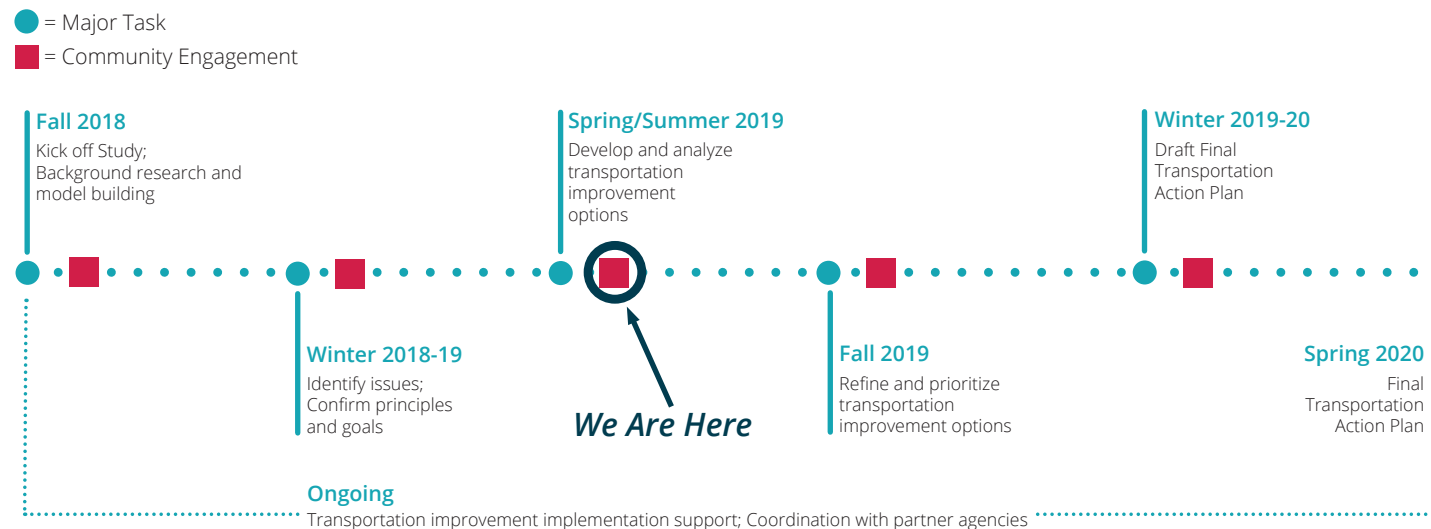 = Major Task
= Community Engagement
Fall 2018
Kick off Study;
Background research and
model building
Spring/Summer 2019
Develop and analyze
transportation
improvement
options
Winter 2019-20
Draft Final
Transportation
Action Plan
Winter 2018-19
Identify issues;
Confirm principles
and goals
We Are Here
Fall 2019
Refine and prioritize
transportation
improvement options
Spring 2020
Final
Transportation
Action Plan
Ongoing
Transportation improvement implementation support; Coordination with partner agencies